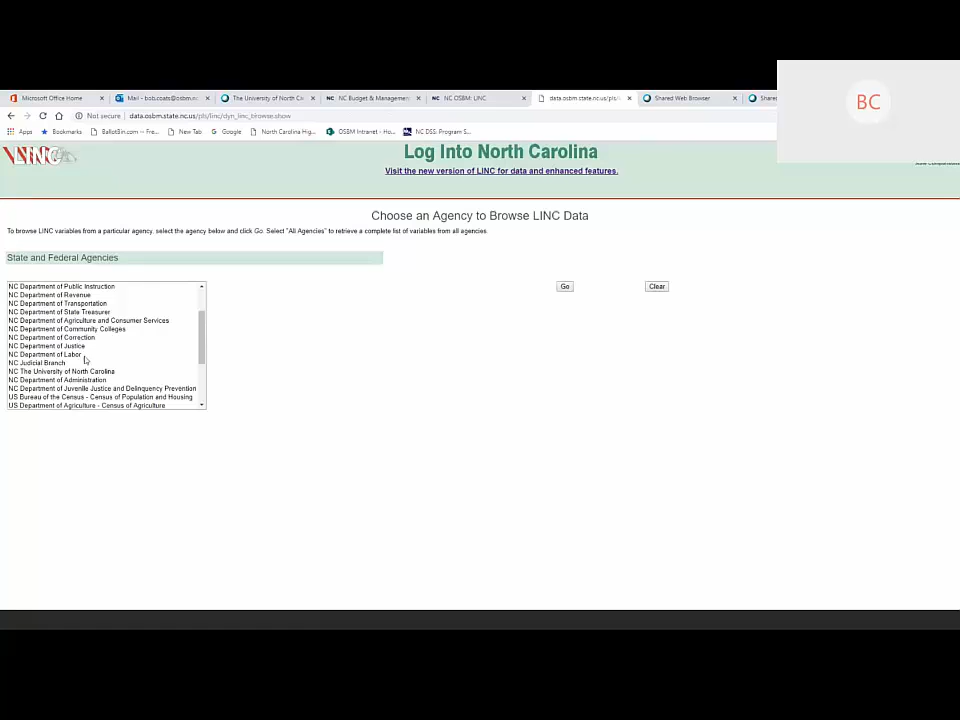 BC
Microsoft Office Home
Mail - bob.coats@osbm.nc
The University of North Ca
NC Budget & Managemen
NC OSBM: LINC
data.osbm.state.nc.us/pls/l
Shared Web Browser
Share
Not secure
data.osbm.state.nc.us/pls/linc/dyn_linc_browse.show
Apps
Bookmarks
BallotBin.com -- Fre...
New Tab
Google
North Carolina Hig...
OSBM Intranet - Ho...
NC DSS: Program S...
LINC
Log Into North Carolina
Visit the new version of LINC for data and enhanced features.
Choose an Agency to Browse LINC Data
To browse LINC variables from a particular agency, select the agency below and click Go. Select "All Agencies" to retrieve a complete list of variables from all agencies.
State and Federal Agencies
NC Department of Public Instruction
NC Department of Revenue
NC Department of Transportation
NC Department of State Treasurer
NC Department of Agriculture and Consumer Services
NC Department of Community Colleges
NC Department of Correction
NC Department of Justice
NC Department of Labor
NC Judicial Branch
NC The University of North Carolina
NC Department of Administration
NC Department of Juvenile Justice and Delinquency Prevention
US Bureau of the Census - Census of Population and Housing
US Department of Agriculture - Census of Agriculture
Go
Clear